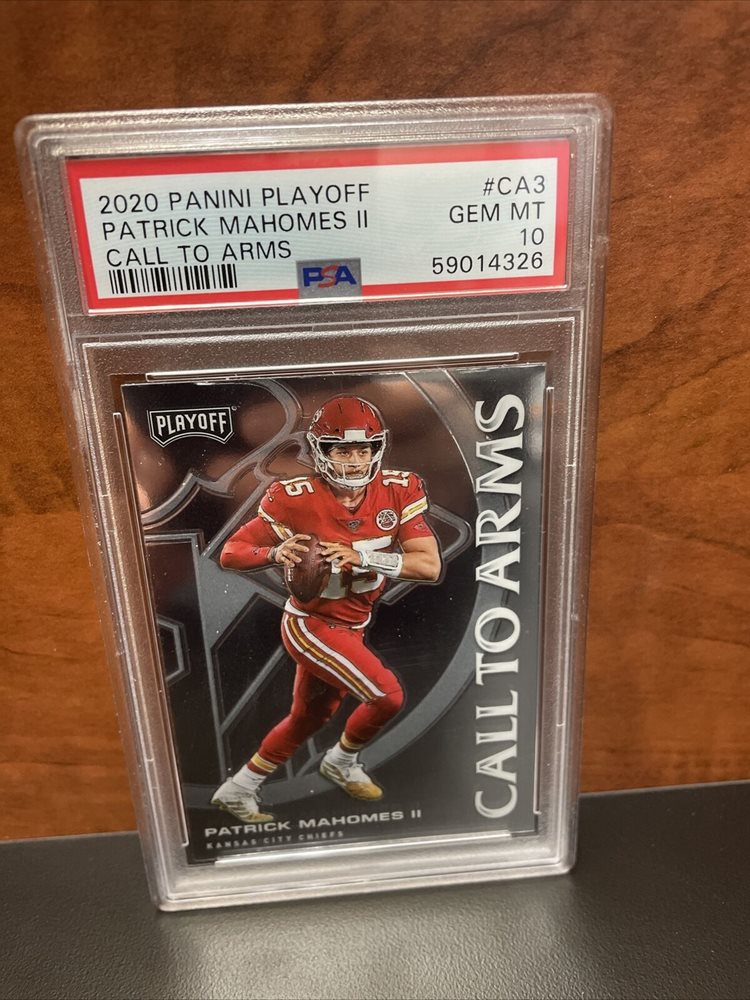 2020 PANINI PLAYOFF
PATRICK MAHOMES II
CALL TO ARMS
#CA3
GEM MT
10
59014326
PSA
PLAYOFF
15
15
CALL TO ARMS
PATRICK MAHOMES II
KANSAS CITY CHIEFS